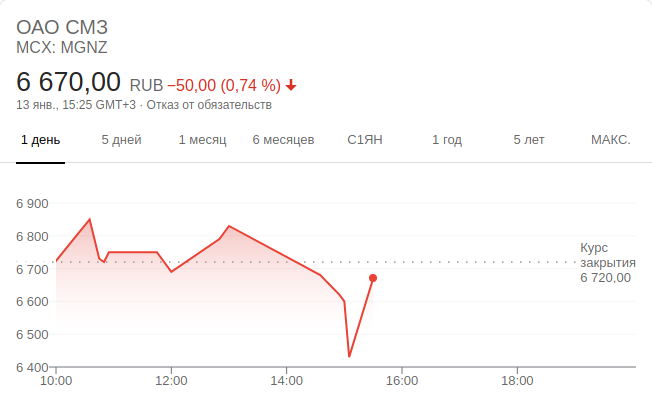 ОАО СМЗ
MCX: MGNZ
6 670,00 RUB −50,00 (0,74 %)
13 янв., 15:25 GMT+3 · Отказ от обязательств
1 день 5 дней 1 месяц 6 месяцев С1ЯН 1 год 5 лет МАКС.
6 900
6 800
6 700
6 600
6 500
6 400
Курс
закрытия
6 720,00
10:00 12:00 14:00 16:00 18:00